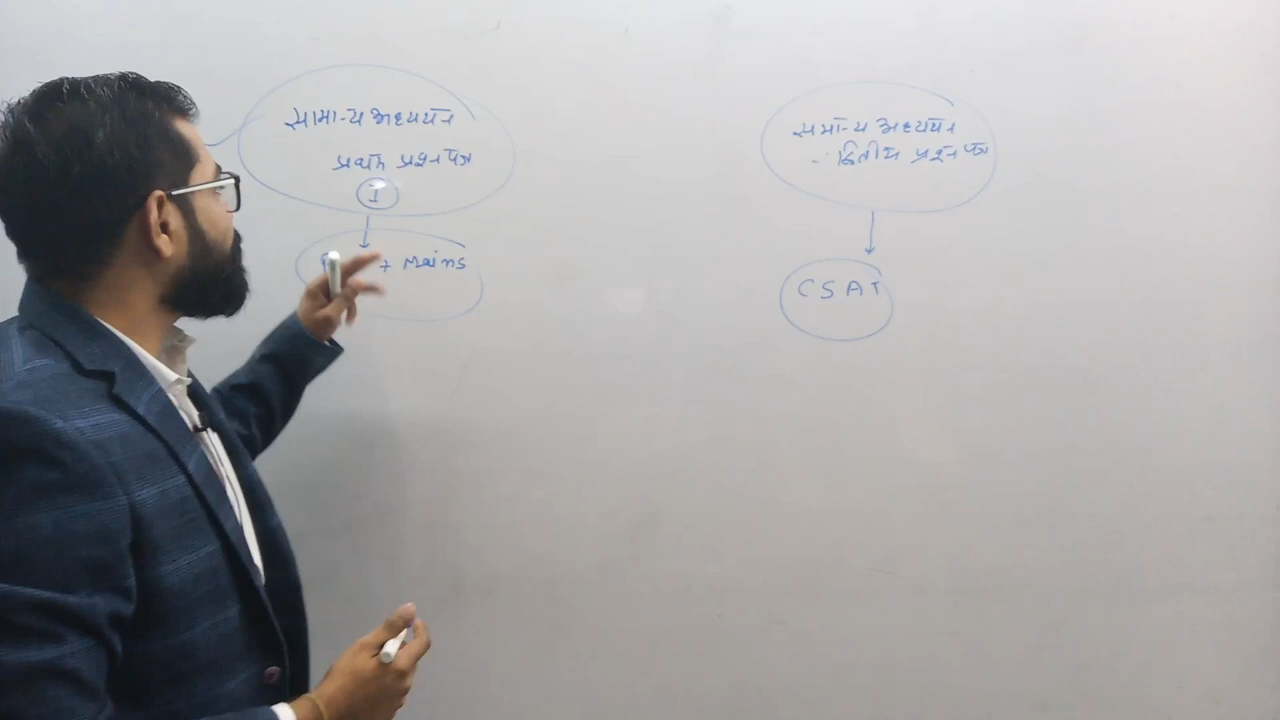 सामान्य अध्ययन
प्रथम प्रश्न पत्र
I
+ Mains
सामान्य अध्ययन
द्वितीय प्रश्न पत्र
CSAT